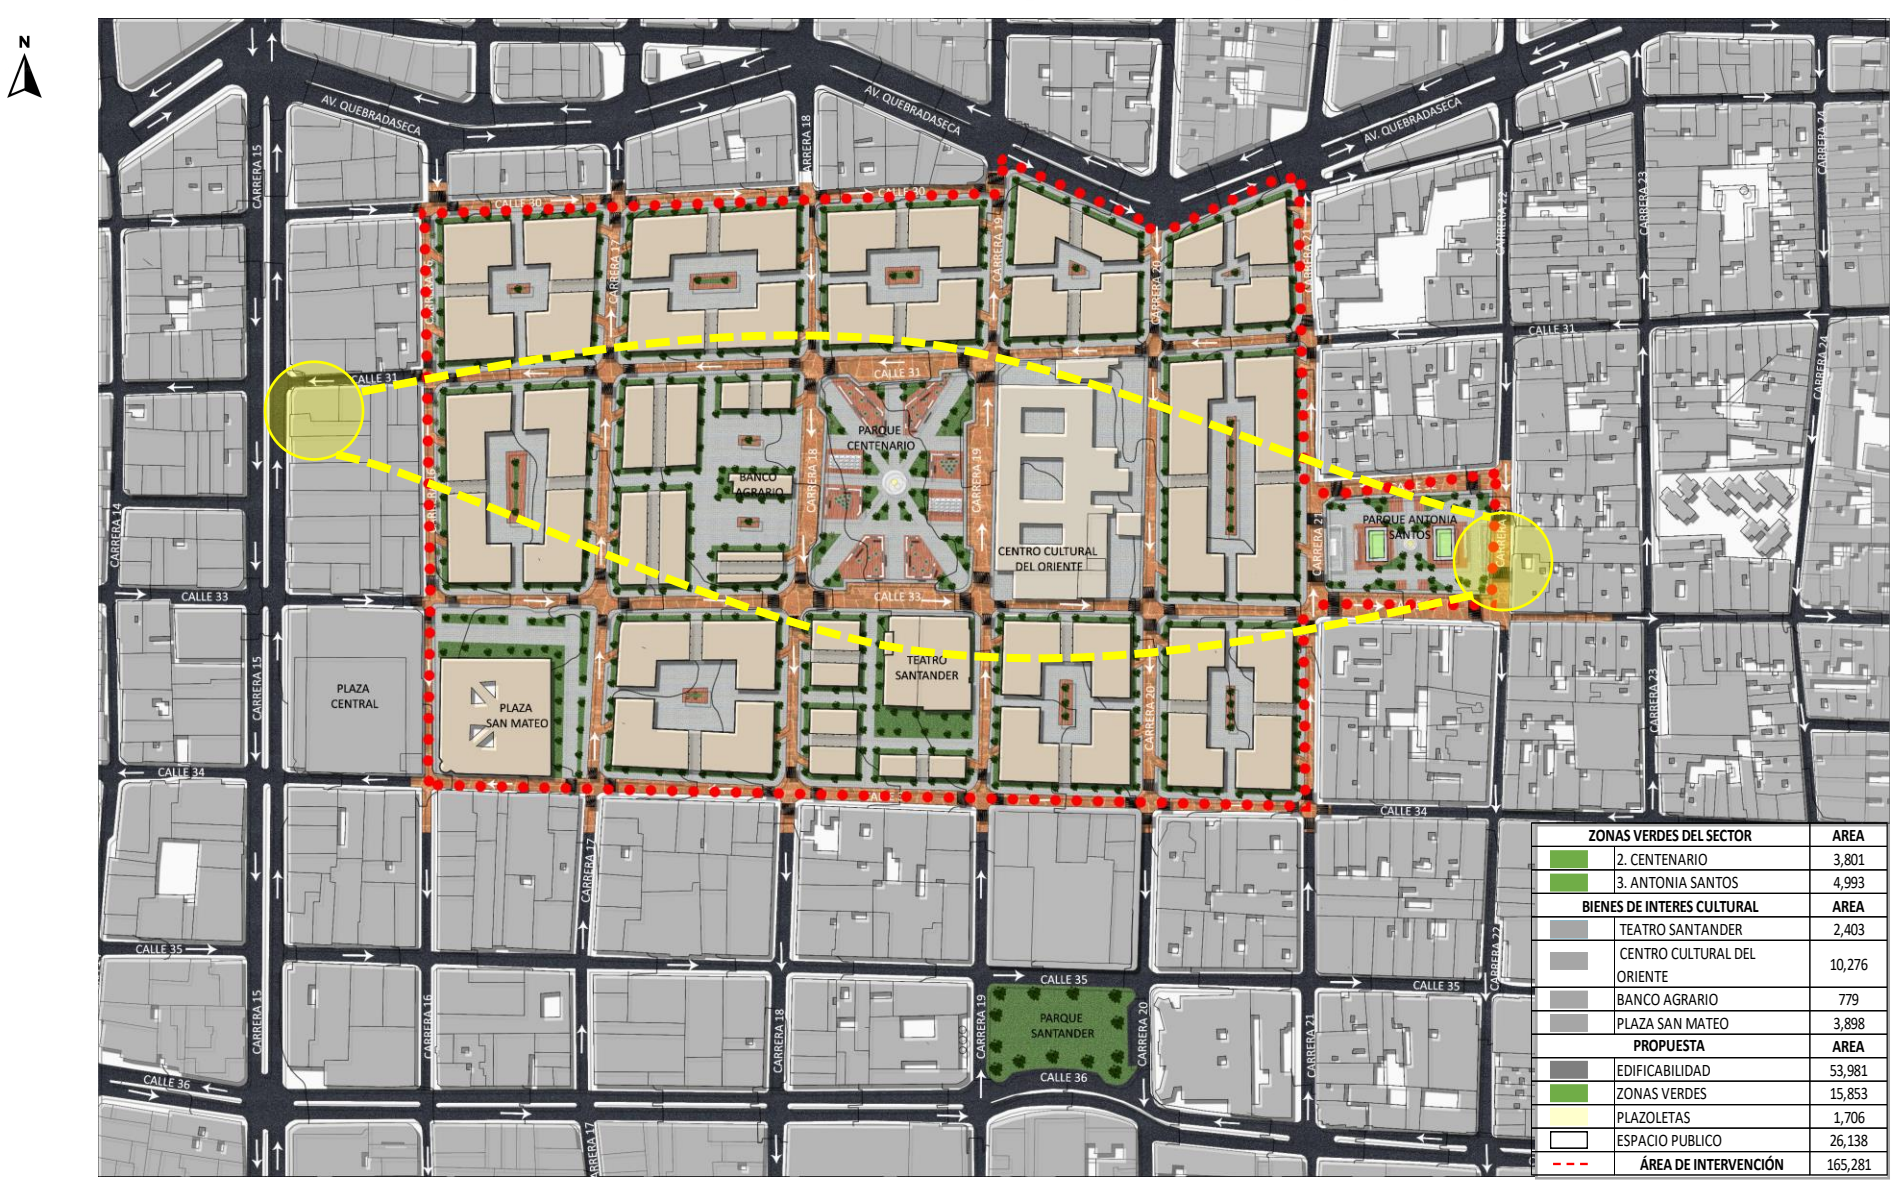 N
AV. QUEBRADASECA
AV. QUEBRADASECA
AV. QUEBRADASECA
CARRERA 15
CARRERA 18
CARRERA 17
CARRERA 19
CARRERA 20
CARRERA 21
CARRERA 22
CARRERA 23
CARRERA 24
CALLE 30
CALLE 30
CALLE 31
CALLE 31
CALLE 31
CARRERA 24
PARQUE
CENTENARIO
BANCO
AGRARIO
CARRERA 18
CARRERA 19
CENTRO CULTURAL
DEL ORIENTE
PARQUE ANTONIA
SANTOS
CARRERA 21
CARRERA 14
CALLE 33
CALLE 33
PLAZA
CENTRAL
PLAZA
SAN MATEO
TEATRO
SANTANDER
CARRERA 15
CARRERA 20
CARRERA 23
CALLE 34
CALLE
CALLE 34
CARRERA 17
CALLE 35
CALLE 35
CALLE 35
CARRERA 22
PARQUE
SANTANDER
CARRERA 15
CARRERA 16
CARRERA 18
CARRERA 19
CARRERA 20
CARRERA 21
CALLE 36
CALLE 36
ZONAS VERDES DEL SECTOR AREA
2. CENTENARIO 3,801
3. ANTONIA SANTOS 4,993
BIENES DE INTERES CULTURAL AREA
TEATRO SANTANDER 2,403
CENTRO CULTURAL DEL
ORIENTE 10,276
BANCO AGRARIO 779
PLAZA SAN MATEO 3,898
PROPUESTA AREA
EDIFICABILIDAD 53,981
ZONAS VERDES 15,853
PLAZOLETAS 1,706
ESPACIO PUBLICO 26,138
ÁREA DE INTERVENCIÓN 165,281